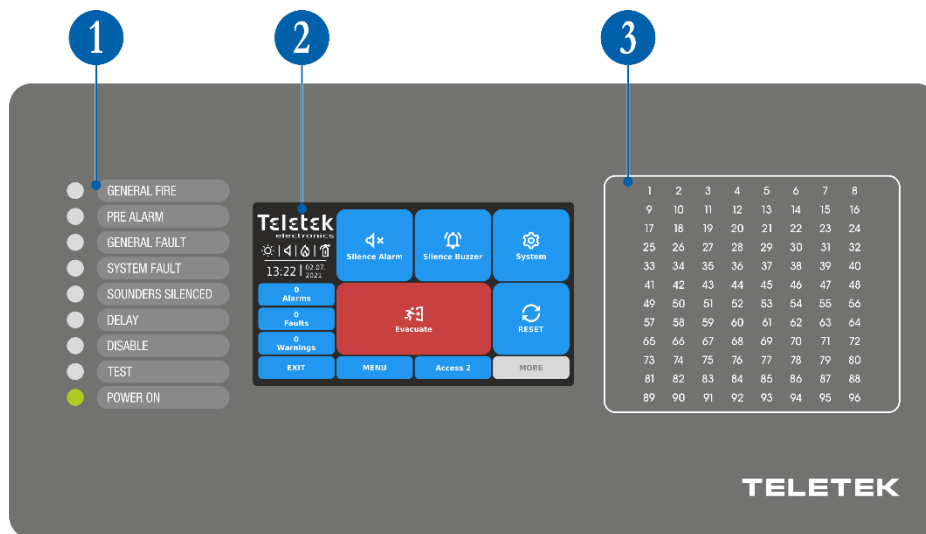 1
2
3
GENERAL FIRE
PRE ALARM
GENERAL FAULT
SYSTEM FAULT
SOUNDERS SILENCED
DELAY
DISABLE
TEST
POWER ON
Teletek
electronics
13:22 | 02.07.
2021
0
Alarms
0
Faults
0
Warnings
EXIT
Silence Alarm
Silence Buzzer
System
Evacuate
RESET
MENU
Access 2
MORE
1 2 3 4 5 6 7 8
9 10 11 12 13 14 15 16
17 18 19 20 21 22 23 24
25 26 27 28 29 30 31 32
33 34 35 36 37 38 39 40
41 42 43 44 45 46 47 48
49 50 51 52 53 54 55 56
57 58 59 60 61 62 63 64
65 66 67 68 69 70 71 72
73 74 75 76 77 78 79 80
81 82 83 84 85 86 87 88
89 90 91 92 93 94 95 96
TELETEK